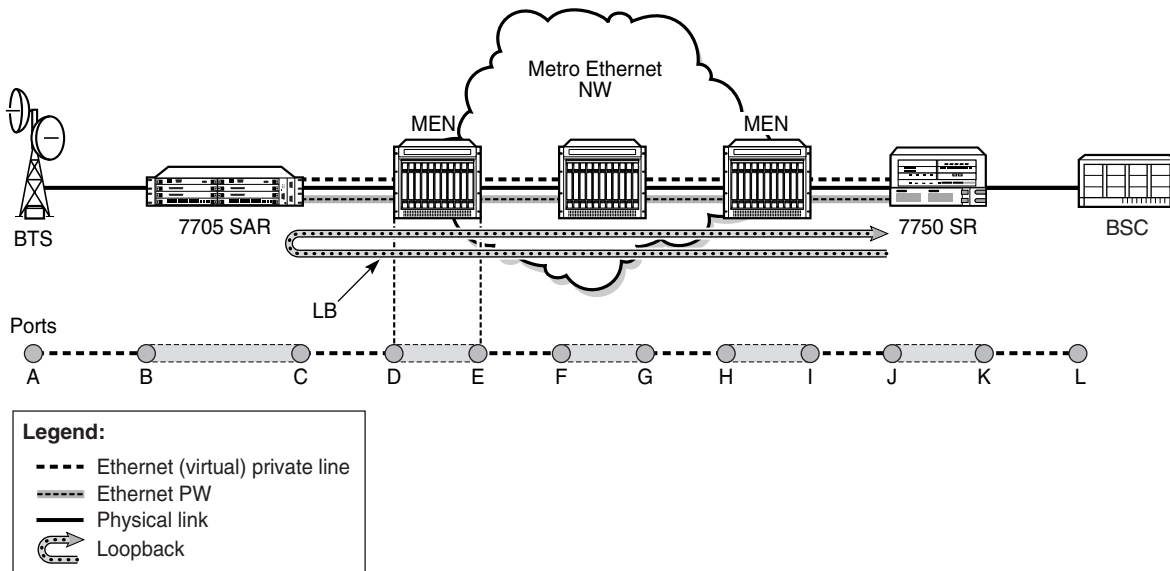 Metro Ethernet
NW
MEN
MEN
BTS
7705 SAR
7750 SR
BSC
LB
Ports
A
B
C
D
E
F
G
H
I
J
K
L
Legend:
Ethernet (virtual) private line
Ethernet PW
Physical link
Loopback